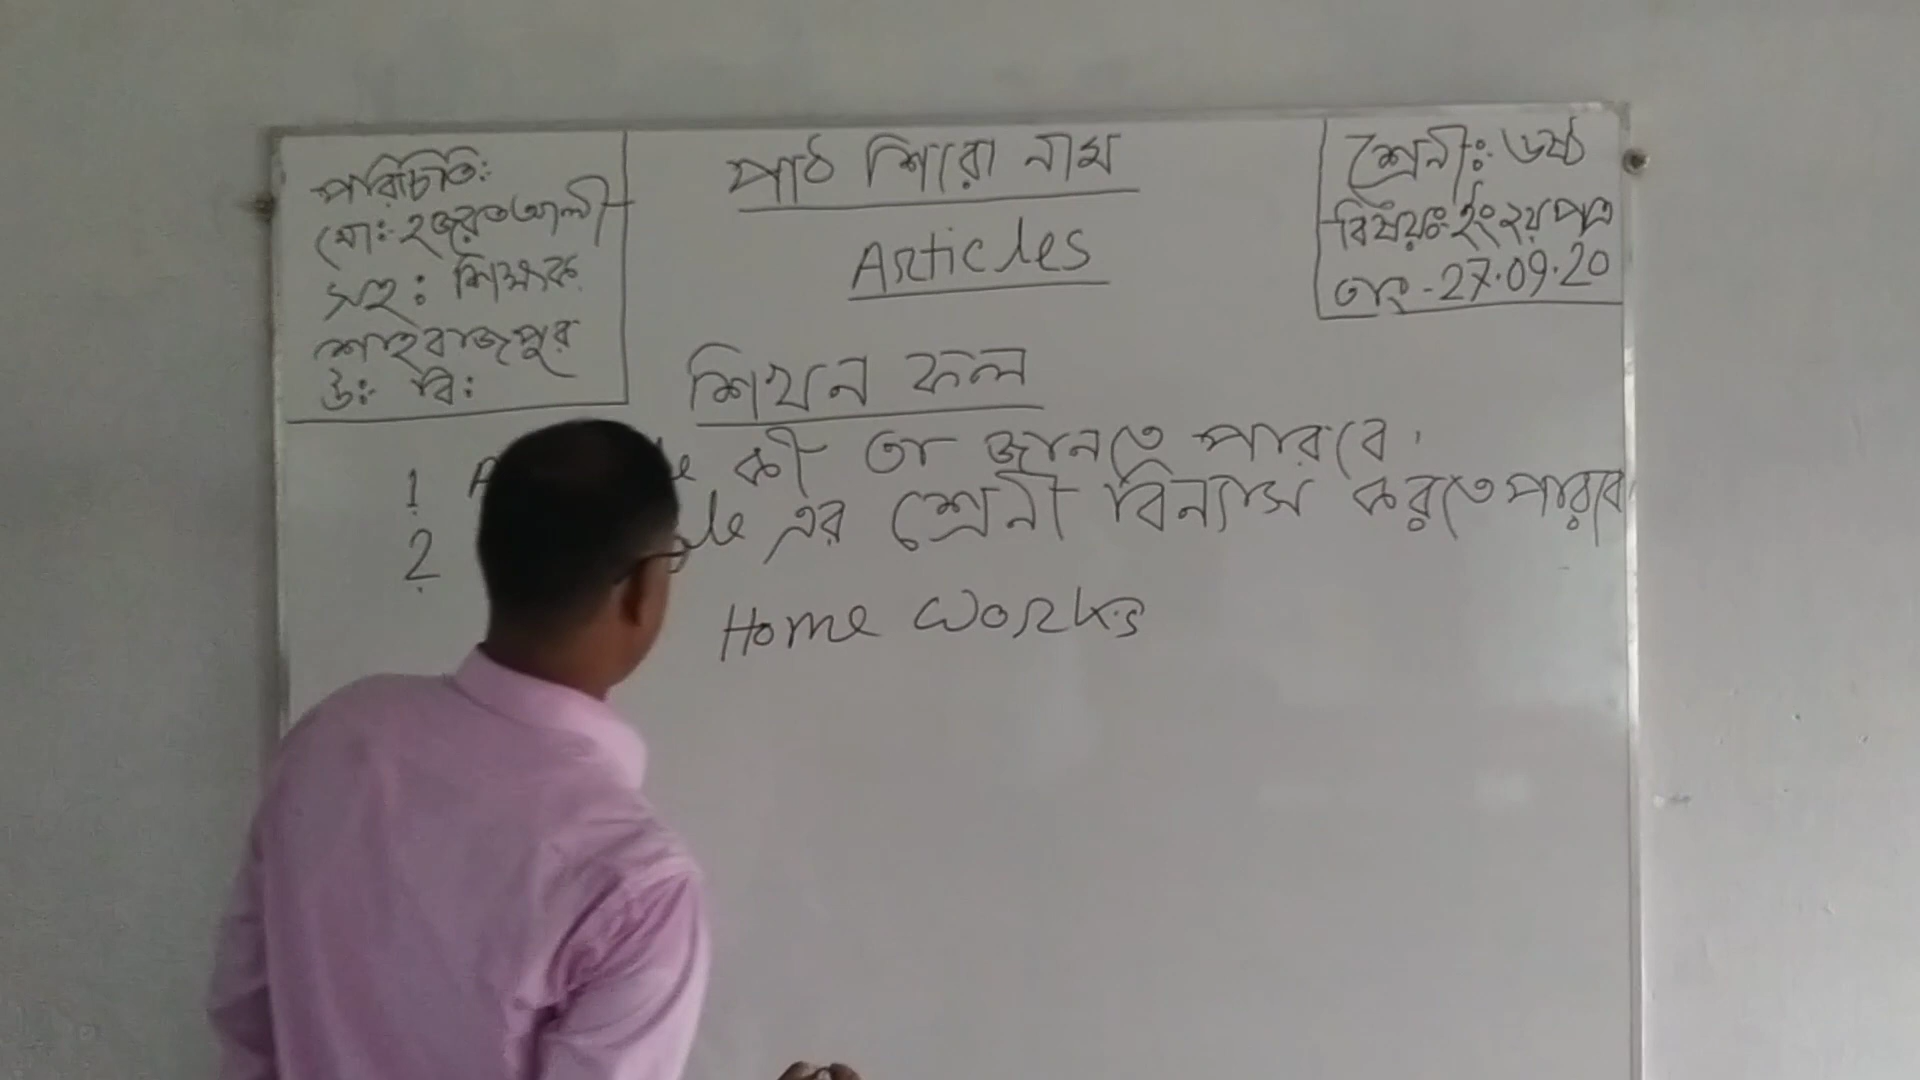 পরিচিতি:
মো: হজরত আলী
সহ: শিক্ষক
শাহবাজপুর
উ: বি:
পাঠ শিরো নাম
Articles
শ্রেনী: ৬ষ্ঠ
বিষয়ঃ ইং ২য় পত্র
তাং - 27.09.20
শিখন ফল
1 কী তা জানতে পারবে,
2 এর শ্রেনী বিন্যাস করতে পারবে
Home works